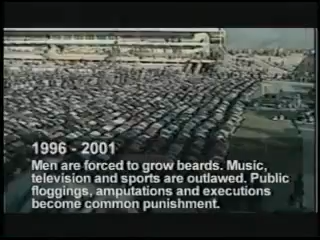 1996 - 2001
Men are forced to grow beards. Music,
television and sports are outlawed. Public
floggings, amputations and executions
become common punishment.